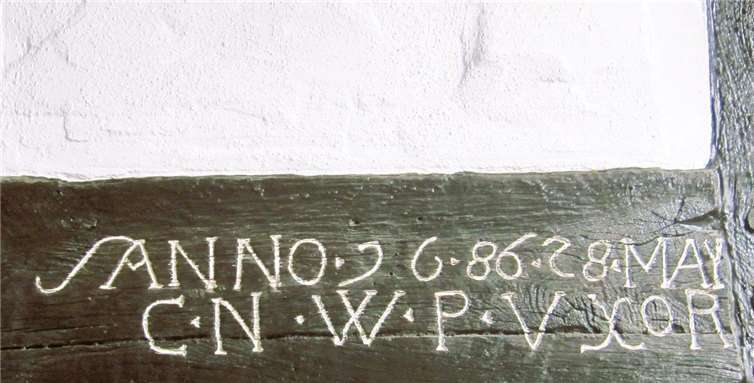 ANNO · 16 · 86 · 28 · MAY
C · N · W · P · VXOR